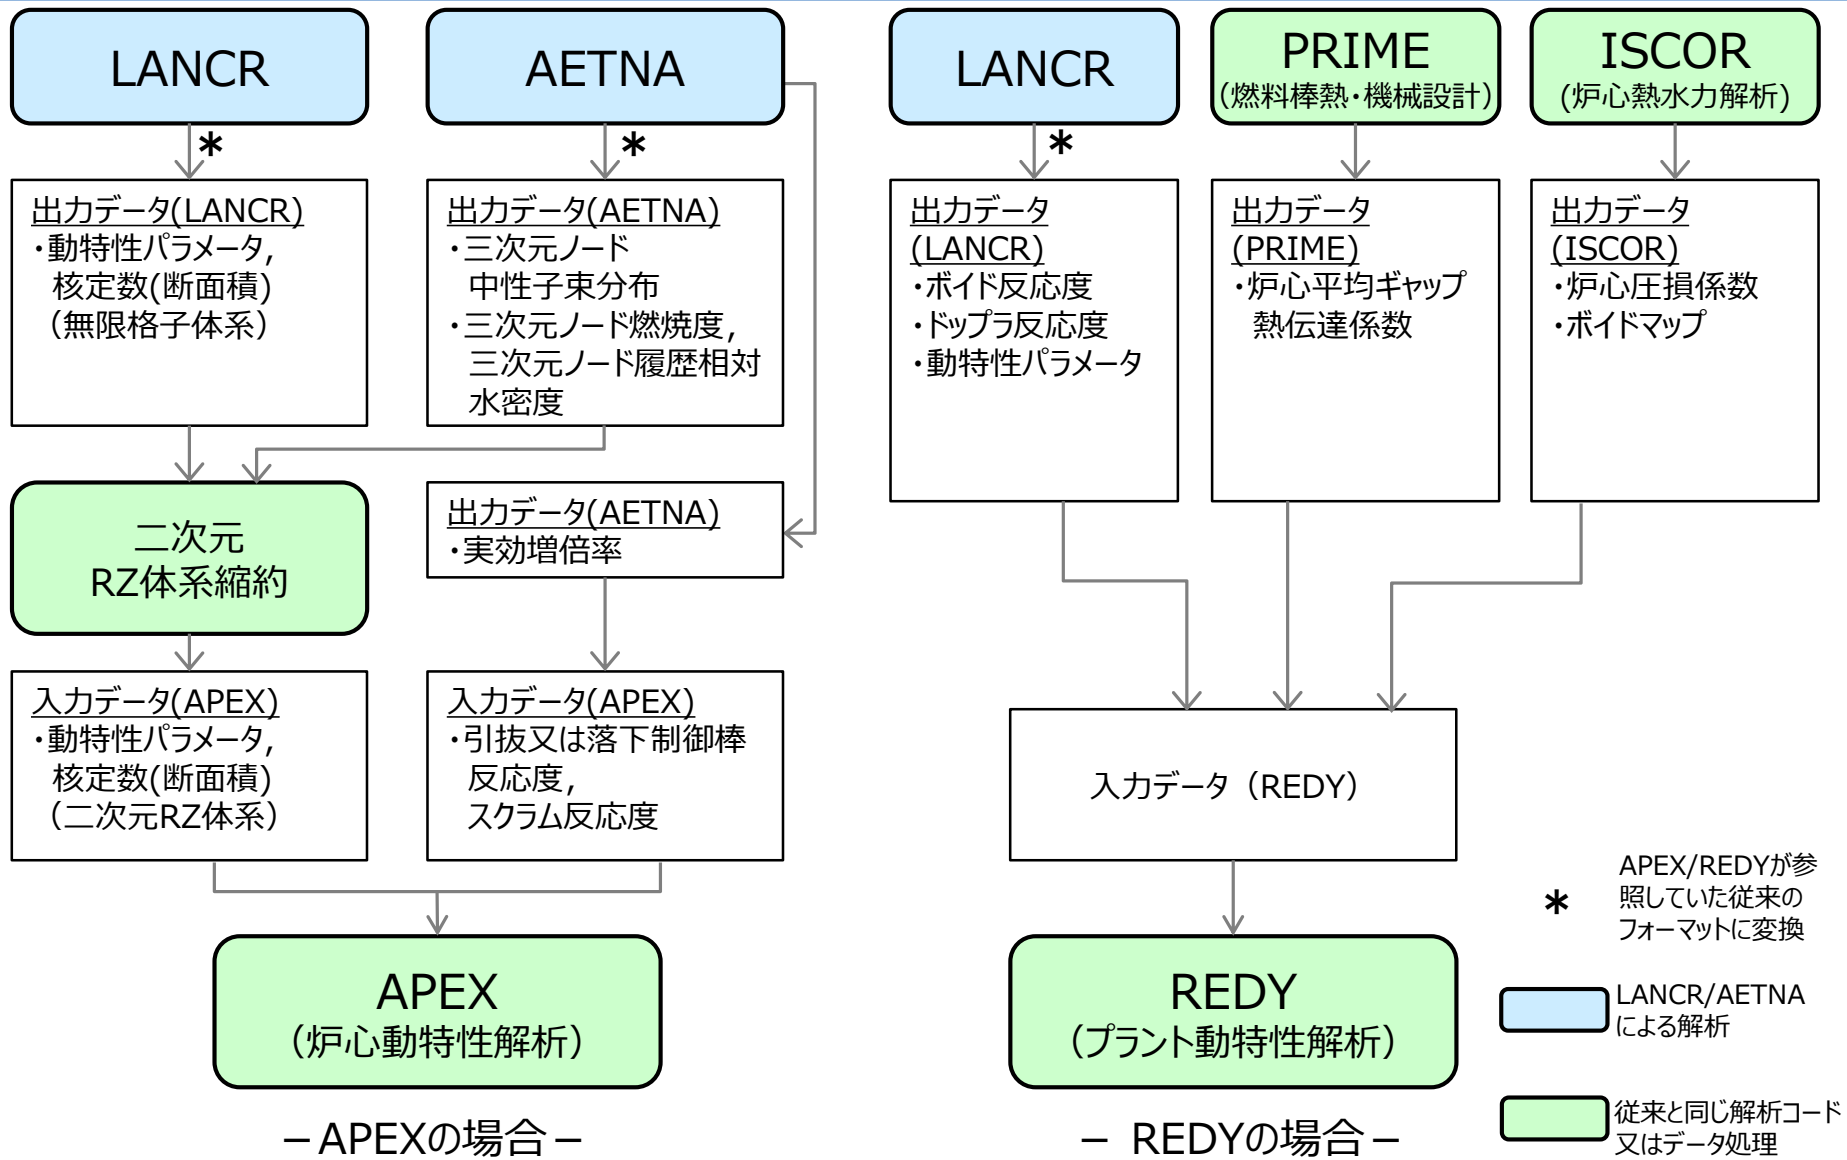 LANCR
*
出力データ(LANCR)
・動特性パラメータ,
核定数(断面積)
(無限格子体系)
AETNA
*
出力データ(AETNA)
・三次元ノード
中性子束分布
・三次元ノード燃焼度,
三次元ノード履歴相対
水密度
二次元
RZ体系縮約
出力データ(AETNA)
・実効増倍率
入力データ(APEX)
・動特性パラメータ,
核定数(断面積)
(二次元RZ体系)
入力データ(APEX)
・引抜又は落下制御棒
反応度,
スクラム反応度
APEX
(炉心動特性解析)
－APEXの場合－
LANCR
*
出力データ
(LANCR)
・ボイド反応度
・ドップラ反応度
・動特性パラメータ
PRIME
(燃料棒熱・機械設計)
出力データ
(PRIME)
・炉心平均ギャップ
熱伝達係数
ISCOR
(炉心熱水力解析)
出力データ
(ISCOR)
・炉心圧損係数
・ボイドマップ
入力データ（REDY）
REDY
(プラント動特性解析)
－ REDYの場合－
*
APEX/REDYが参
照していた従来の
フォーマットに変換
LANCR/AETNA
による解析
従来と同じ解析コード
又はデータ処理